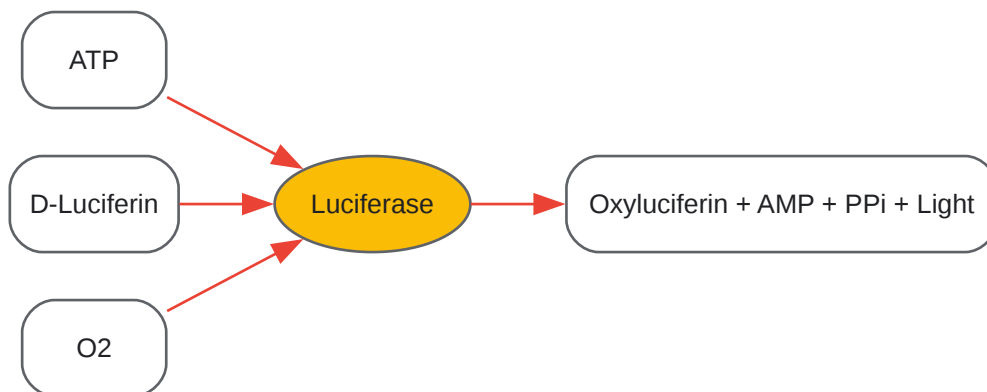 ATP
D-Luciferin
Luciferase
Oxyluciferin + AMP + PPi + Light
O2